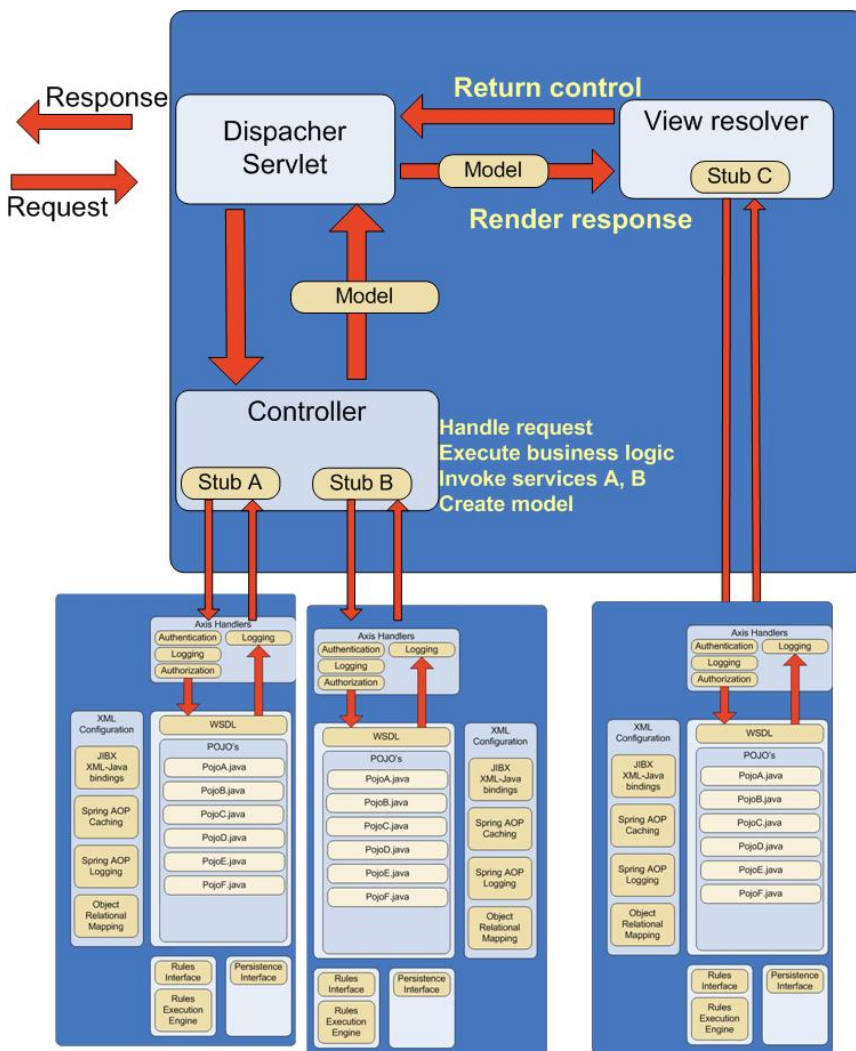 Response
Request
Dispacher
Servlet
Return control
Model
Render response
View resolver
Stub C
Model
Controller
Stub A
Stub B
Handle request
Execute business logic
Invoke services A, B
Create model
Axis Handlers
Authentication
Logging
Logging
Authorization
XML
Configuration
JIBX
XML-Java
bindings
Spring AOP
Caching
Spring AOP
Logging
Object
Relational
Mapping
WSDL
POJO's
PojoA.java
PojoB.java
PojoC.java
PojoD.java
PojoE.java
PojoF.java
Rules
Interface
Rules
Execution
Engine
Persistence
Interface
Axis Handlers
Authentication
Logging
Logging
Authorization
WSDL
POJO's
PojoA.java
PojoB.java
PojoC.java
PojoD.java
PojoE.java
PojoF.java
XML
Configuration
JIBX
XML-Java
bindings
Spring AOP
Caching
Spring AOP
Logging
Object
Relational
Mapping
Rules
Interface
Rules
Execution
Engine
Persistence
Interface
Axis Handlers
Authentication
Logging
Logging
Authorization
XML
Configuration
JIBX
XML-Java
bindings
Spring AOP
Caching
Spring AOP
Logging
Object
Relational
Mapping
WSDL
POJO's
PojoA.java
PojoB.java
PojoC.java
PojoD.java
PojoE.java
PojoF.java
Rules
Interface
Rules
Execution
Engine
Persistence
Interface